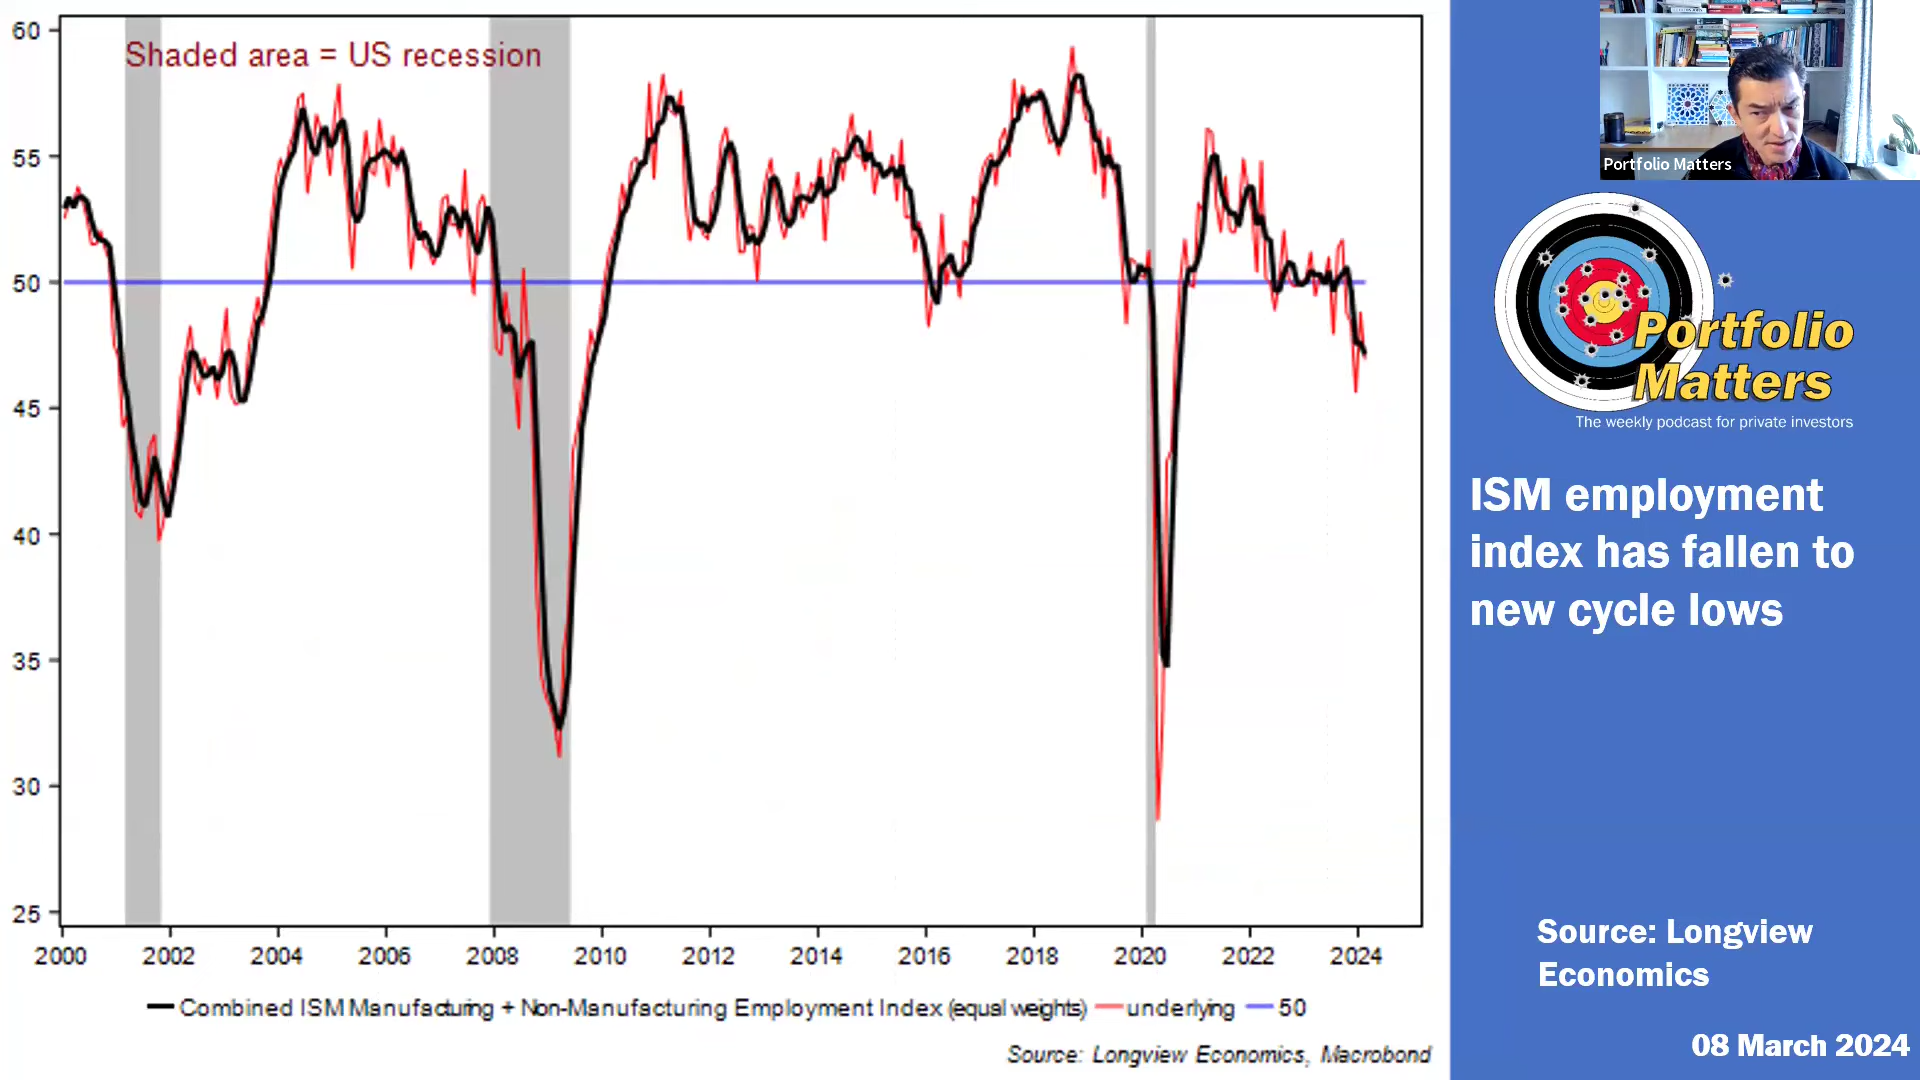 Shaded area = US recession
60
55
50
45
40
35
30
25
2000 2002 2004 2006 2008 2010 2012 2014 2016 2018 2020 2022 2024
Combined ISM Manufacturing + Non-Manufacturing Employment Index (equal weights) underlying 50
Source: Longview Economics, Macrobond
Portfolio Matters
Portfolio
Matters
The weekly podcast for private investors
ISM employment
index has fallen to
new cycle lows
Source: Longview
Economics
08 March 2024